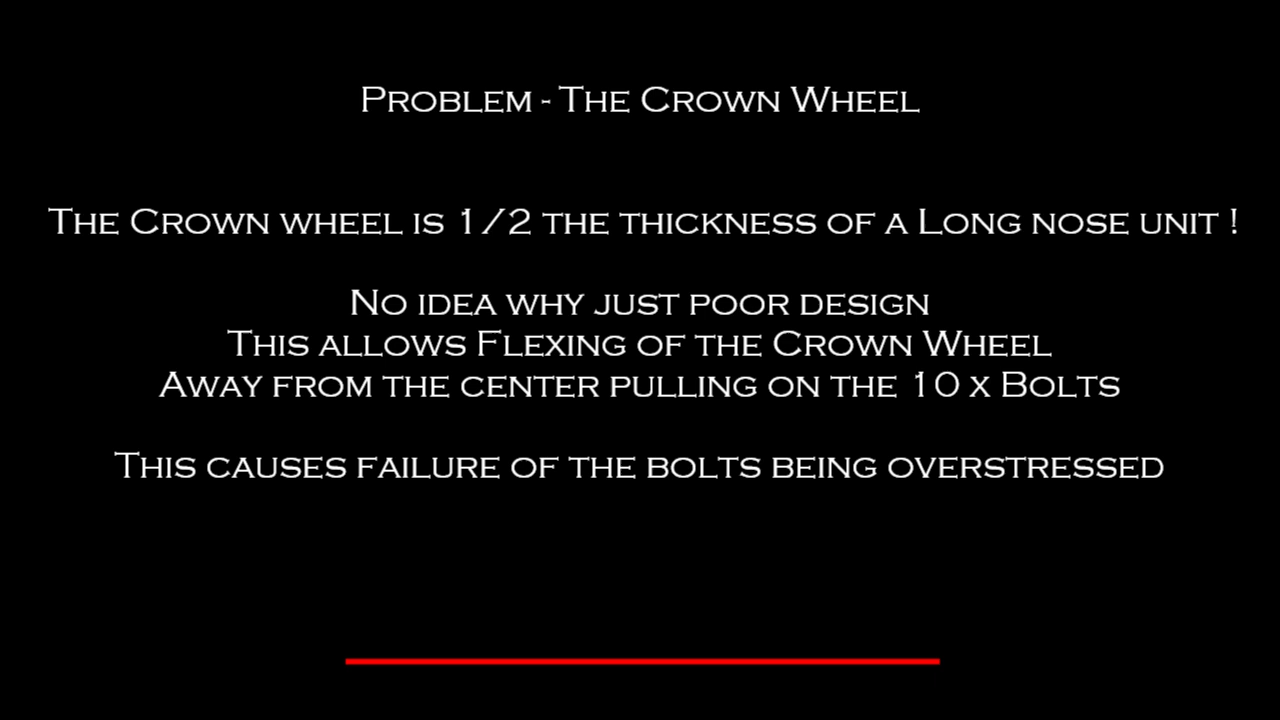 Problem - The Crown Wheel
The Crown wheel is 1/2 the thickness of a Long nose unit !
No idea why just poor design
This allows Flexing of the Crown Wheel
Away from the center pulling on the 10 x Bolts
This causes failure of the bolts being overstressed